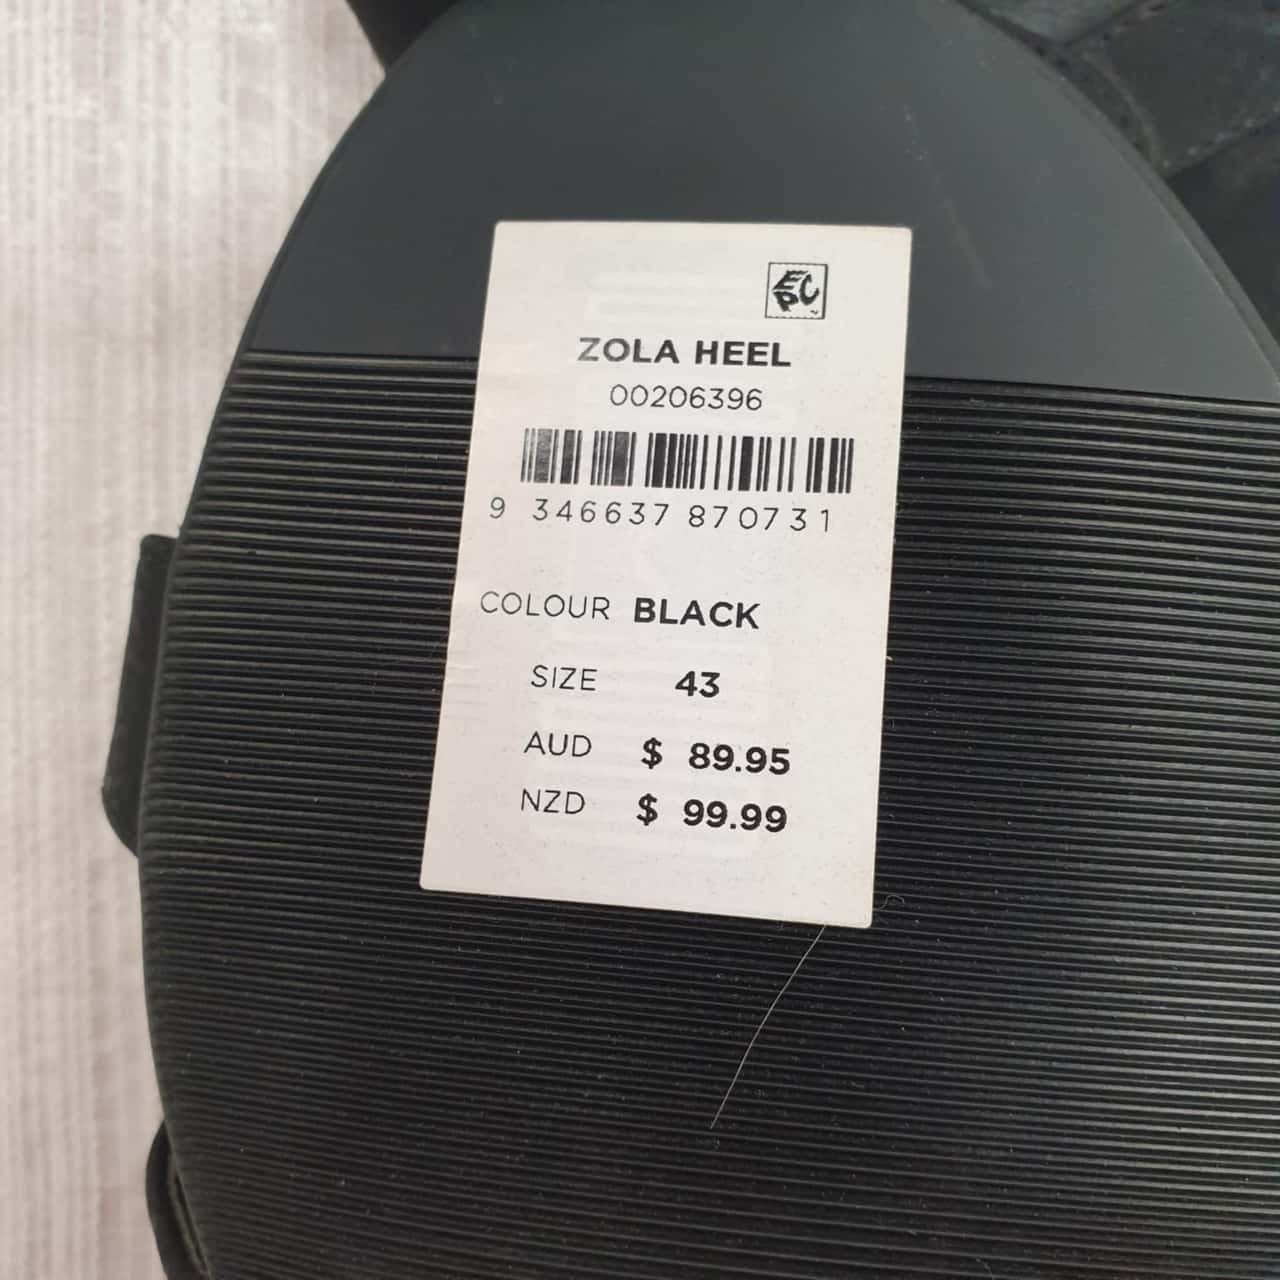 EPC
ZOLA HEEL
00206396
9 346637 870731
COLOUR BLACK
SIZE 43
AUD $ 89.95
NZD $ 99.99